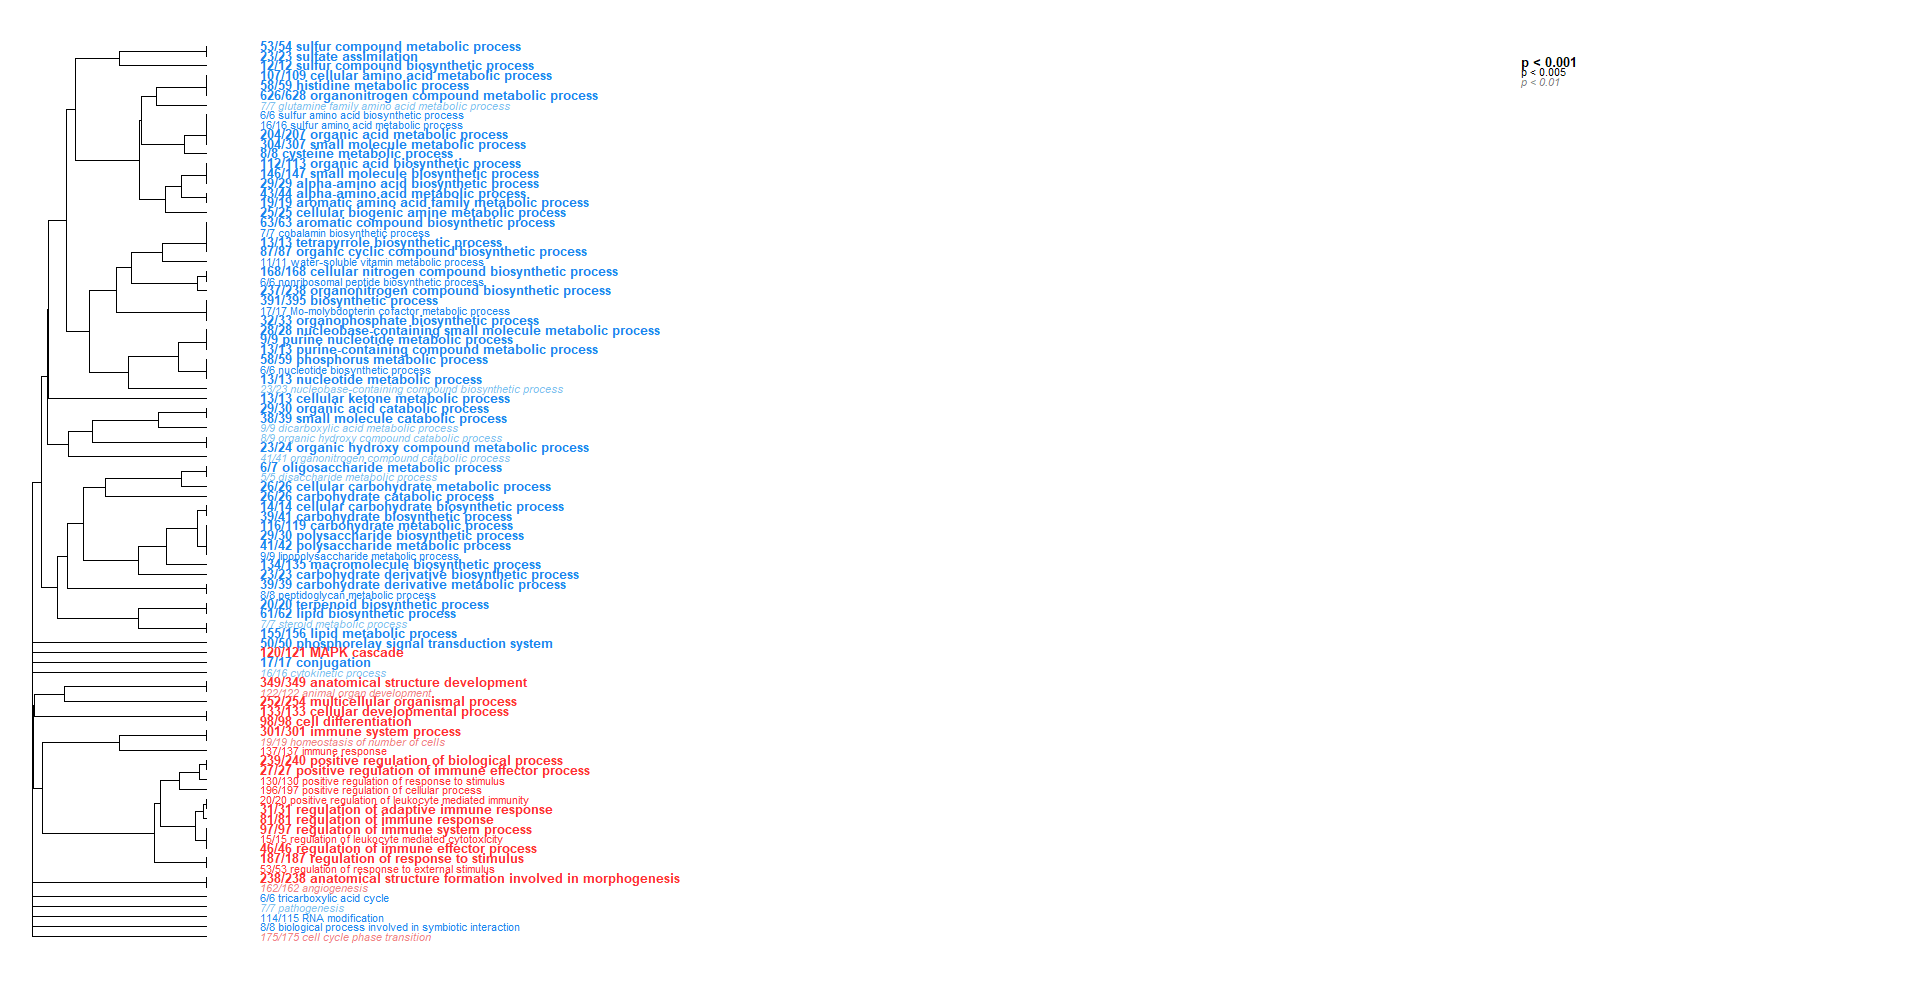 53/54 sulfur compound metabolic process
23/23 sulfate assimilation
12/12 sulfur compound biosynthetic process
107/109 cellular amino acid metabolic process
58/59 histidine metabolic process
626/628 organonitrogen compound metabolic process
7/7 glutamine family amino acid metabolic process
6/6 sulfur amino acid biosynthetic process
16/16 sulfur amino acid metabolic process
204/207 organic acid metabolic process
304/307 small molecule metabolic process
8/8 cysteine metabolic process
112/113 organic acid biosynthetic process
146/147 small molecule biosynthetic process
29/29 alpha-amino acid biosynthetic process
43/44 alpha-amino acid metabolic process
19/19 aromatic amino acid family metabolic process
25/25 cellular biogenic amine metabolic process
63/63 aromatic compound biosynthetic process
7/7 cobalamin biosynthetic process
13/13 tetrapyrrole biosynthetic process
87/87 organic cyclic compound biosynthetic process
11/11 water-soluble vitamin metabolic process
168/168 cellular nitrogen compound biosynthetic process
6/6 nonribosomal peptide biosynthetic process
237/238 organonitrogen compound biosynthetic process
391/395 biosynthetic process
17/17 Mo-molybdopterin cofactor metabolic process
32/33 organophosphate biosynthetic process
28/28 nucleobase-containing small molecule metabolic process
9/9 purine nucleotide metabolic process
13/13 purine-containing compound metabolic process
58/59 phosphorus metabolic process
6/6 nucleotide biosynthetic process
13/13 nucleotide metabolic process
23/23 nucleobase-containing compound biosynthetic process
13/13 cellular ketone metabolic process
29/30 organic acid catabolic process
38/39 small molecule catabolic process
9/9 dicarboxylic acid metabolic process
8/9 organic hydroxy compound catabolic process
23/24 organic hydroxy compound metabolic process
41/41 organonitrogen compound catabolic process
6/7 oligosaccharide metabolic process
5/5 disaccharide metabolic process
26/26 cellular carbohydrate metabolic process
26/26 carbohydrate catabolic process
14/14 cellular carbohydrate biosynthetic process
39/41 carbohydrate biosynthetic process
116/119 carbohydrate metabolic process
29/30 polysaccharide biosynthetic process
41/42 polysaccharide metabolic process
9/9 lipopolysaccharide metabolic process
134/135 macromolecule biosynthetic process
23/23 carbohydrate derivative biosynthetic process
39/39 carbohydrate derivative metabolic process
8/8 peptidoglycan metabolic process
20/20 terpenoid biosynthetic process
61/62 lipid biosynthetic process
7/7 steroid metabolic process
155/156 lipid metabolic process
50/50 phosphorelay signal transduction system
120/121 MAPK cascade
17/17 conjugation
16/16 cytokinetic process
349/349 anatomical structure development
122/122 animal organ development
252/254 multicellular organismal process
133/133 cellular developmental process
98/98 cell differentiation
301/301 immune system process
19/19 homeostasis of number of cells
137/137 immune response
239/240 positive regulation of biological process
27/27 positive regulation of immune effector process
130/130 positive regulation of response to stimulus
196/197 positive regulation of cellular process
20/20 positive regulation of leukocyte mediated immunity
31/31 regulation of adaptive immune response
81/81 regulation of immune response
97/97 regulation of immune system process
15/15 regulation of leukocyte mediated cytotoxicity
46/46 regulation of immune effector process
187/187 regulation of response to stimulus
53/53 regulation of response to external stimulus
238/238 anatomical structure formation involved in morphogenesis
162/162 angiogenesis
6/6 tricarboxylic acid cycle
7/7 pathogenesis
114/115 RNA modification
8/8 biological process involved in symbiotic interaction
175/175 cell cycle phase transition
p < 0.001
p < 0.005
p < 0.01